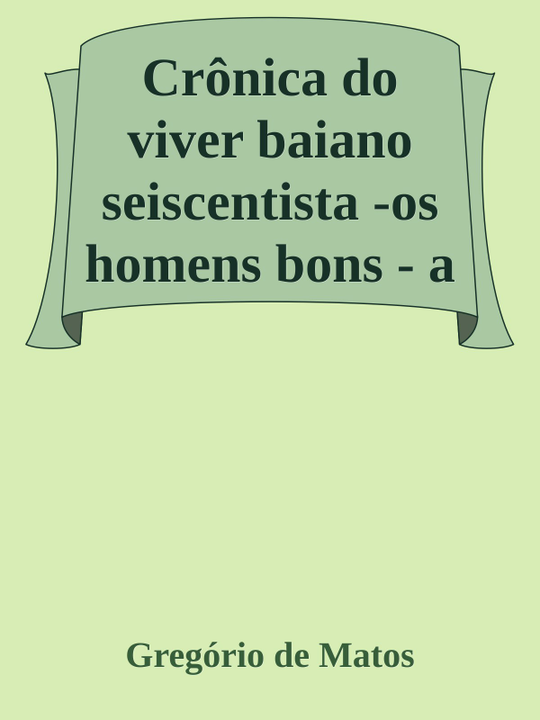 Crônica do
viver baiano
seiscentista -os
homens bons - a
Gregório de Matos